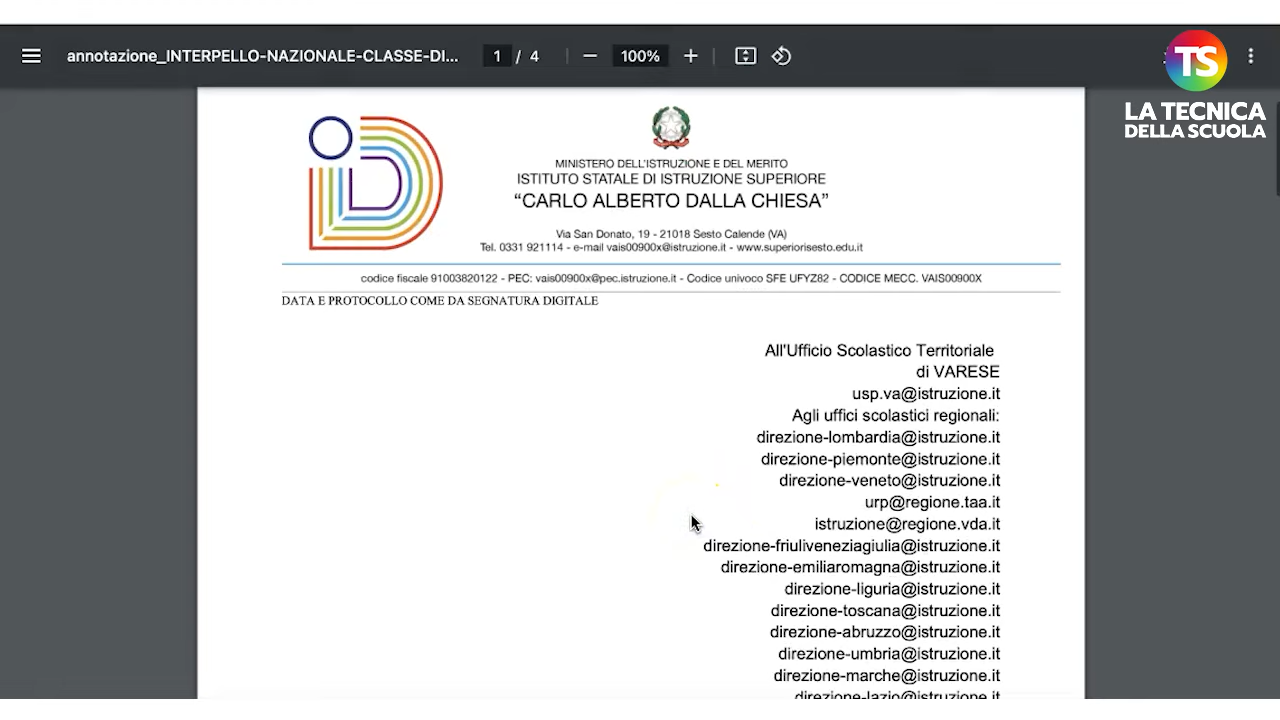 annotazione_INTERPELLO-NAZIONALE-CLASSE-DI...
1 / 4
100%
TS
LA TECNICA
DELLA SCUOLA
iD
MINISTERO DELL'ISTRUZIONE E DEL MERITO
ISTITUTO STATALE DI ISTRUZIONE SUPERIORE
“CARLO ALBERTO DALLA CHIESA”
Via San Donato, 19 - 21018 Sesto Calende (VA)
Tel. 0331 921114 - e-mail vais00900x@istruzione.it - www.superiorisesto.edu.it
codice fiscale 91003820122 - PEC: vais00900x@pec.istruzione.it - Codice univoco SFE UFYZ82 - CODICE MECC. VAIS00900X
DATA E PROTOCOLLO COME DA SEGNATURA DIGITALE
All'Ufficio Scolastico Territoriale
di VARESE
usp.va@istruzione.it
Agli uffici scolastici regionali:
direzione-lombardia@istruzione.it
direzione-piemonte@istruzione.it
direzione-veneto@istruzione.it
urp@regione.taa.it
istruzione@regione.vda.it
direzione-friuliveneziagiulia@istruzione.it
direzione-emiliaromagna@istruzione.it
direzione-liguria@istruzione.it
direzione-toscana@istruzione.it
direzione-abruzzo@istruzione.it
direzione-umbria@istruzione.it
direzione-marche@istruzione.it
direzione-lazio@istruzione.it